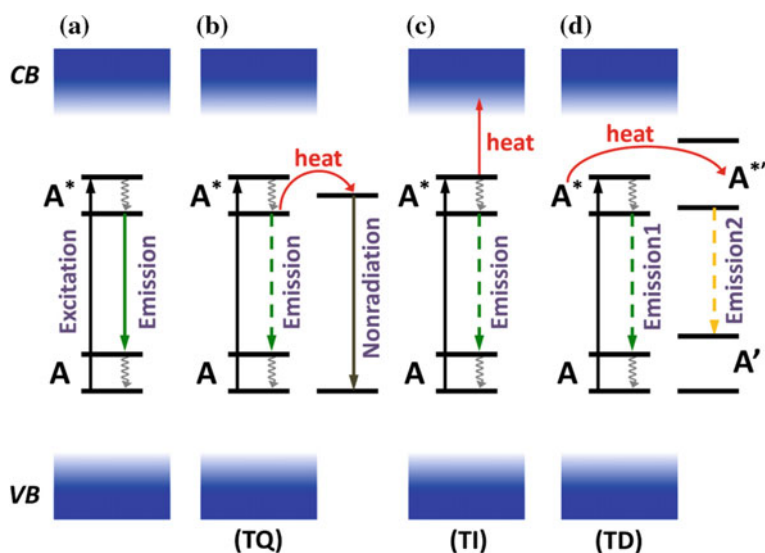 (a) (b) (c) (d)
CB
heat
heat
heat
A* A* A* A* A*'
Excitation
Emission
Emission
Nonradiation
Emission
Emission1
Emission2
A A A A A'
VB
(TQ) (TI) (TD)